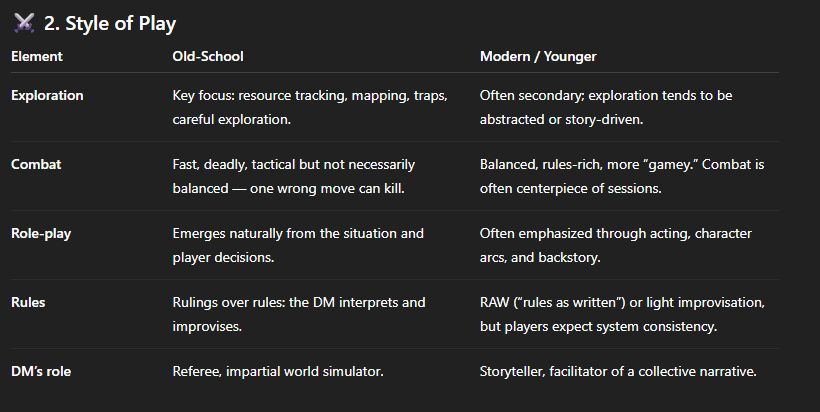 ⚔️ 2. Style of Play
Element Old-School Modern / Younger
Exploration Key focus: resource tracking, mapping, traps, careful exploration. Often secondary; exploration tends to be abstracted or story-driven.
Combat Fast, deadly, tactical but not necessarily balanced — one wrong move can kill. Balanced, rules-rich, more “gamey.” Combat is often centerpiece of sessions.
Role-play Emerges naturally from the situation and player decisions. Often emphasized through acting, character arcs, and backstory.
Rules Rulings over rules: the DM interprets and improvises. RAW (“rules as written”) or light improvisation, but players expect system consistency.
DM’s role Referee, impartial world simulator. Storyteller, facilitator of a collective narrative.